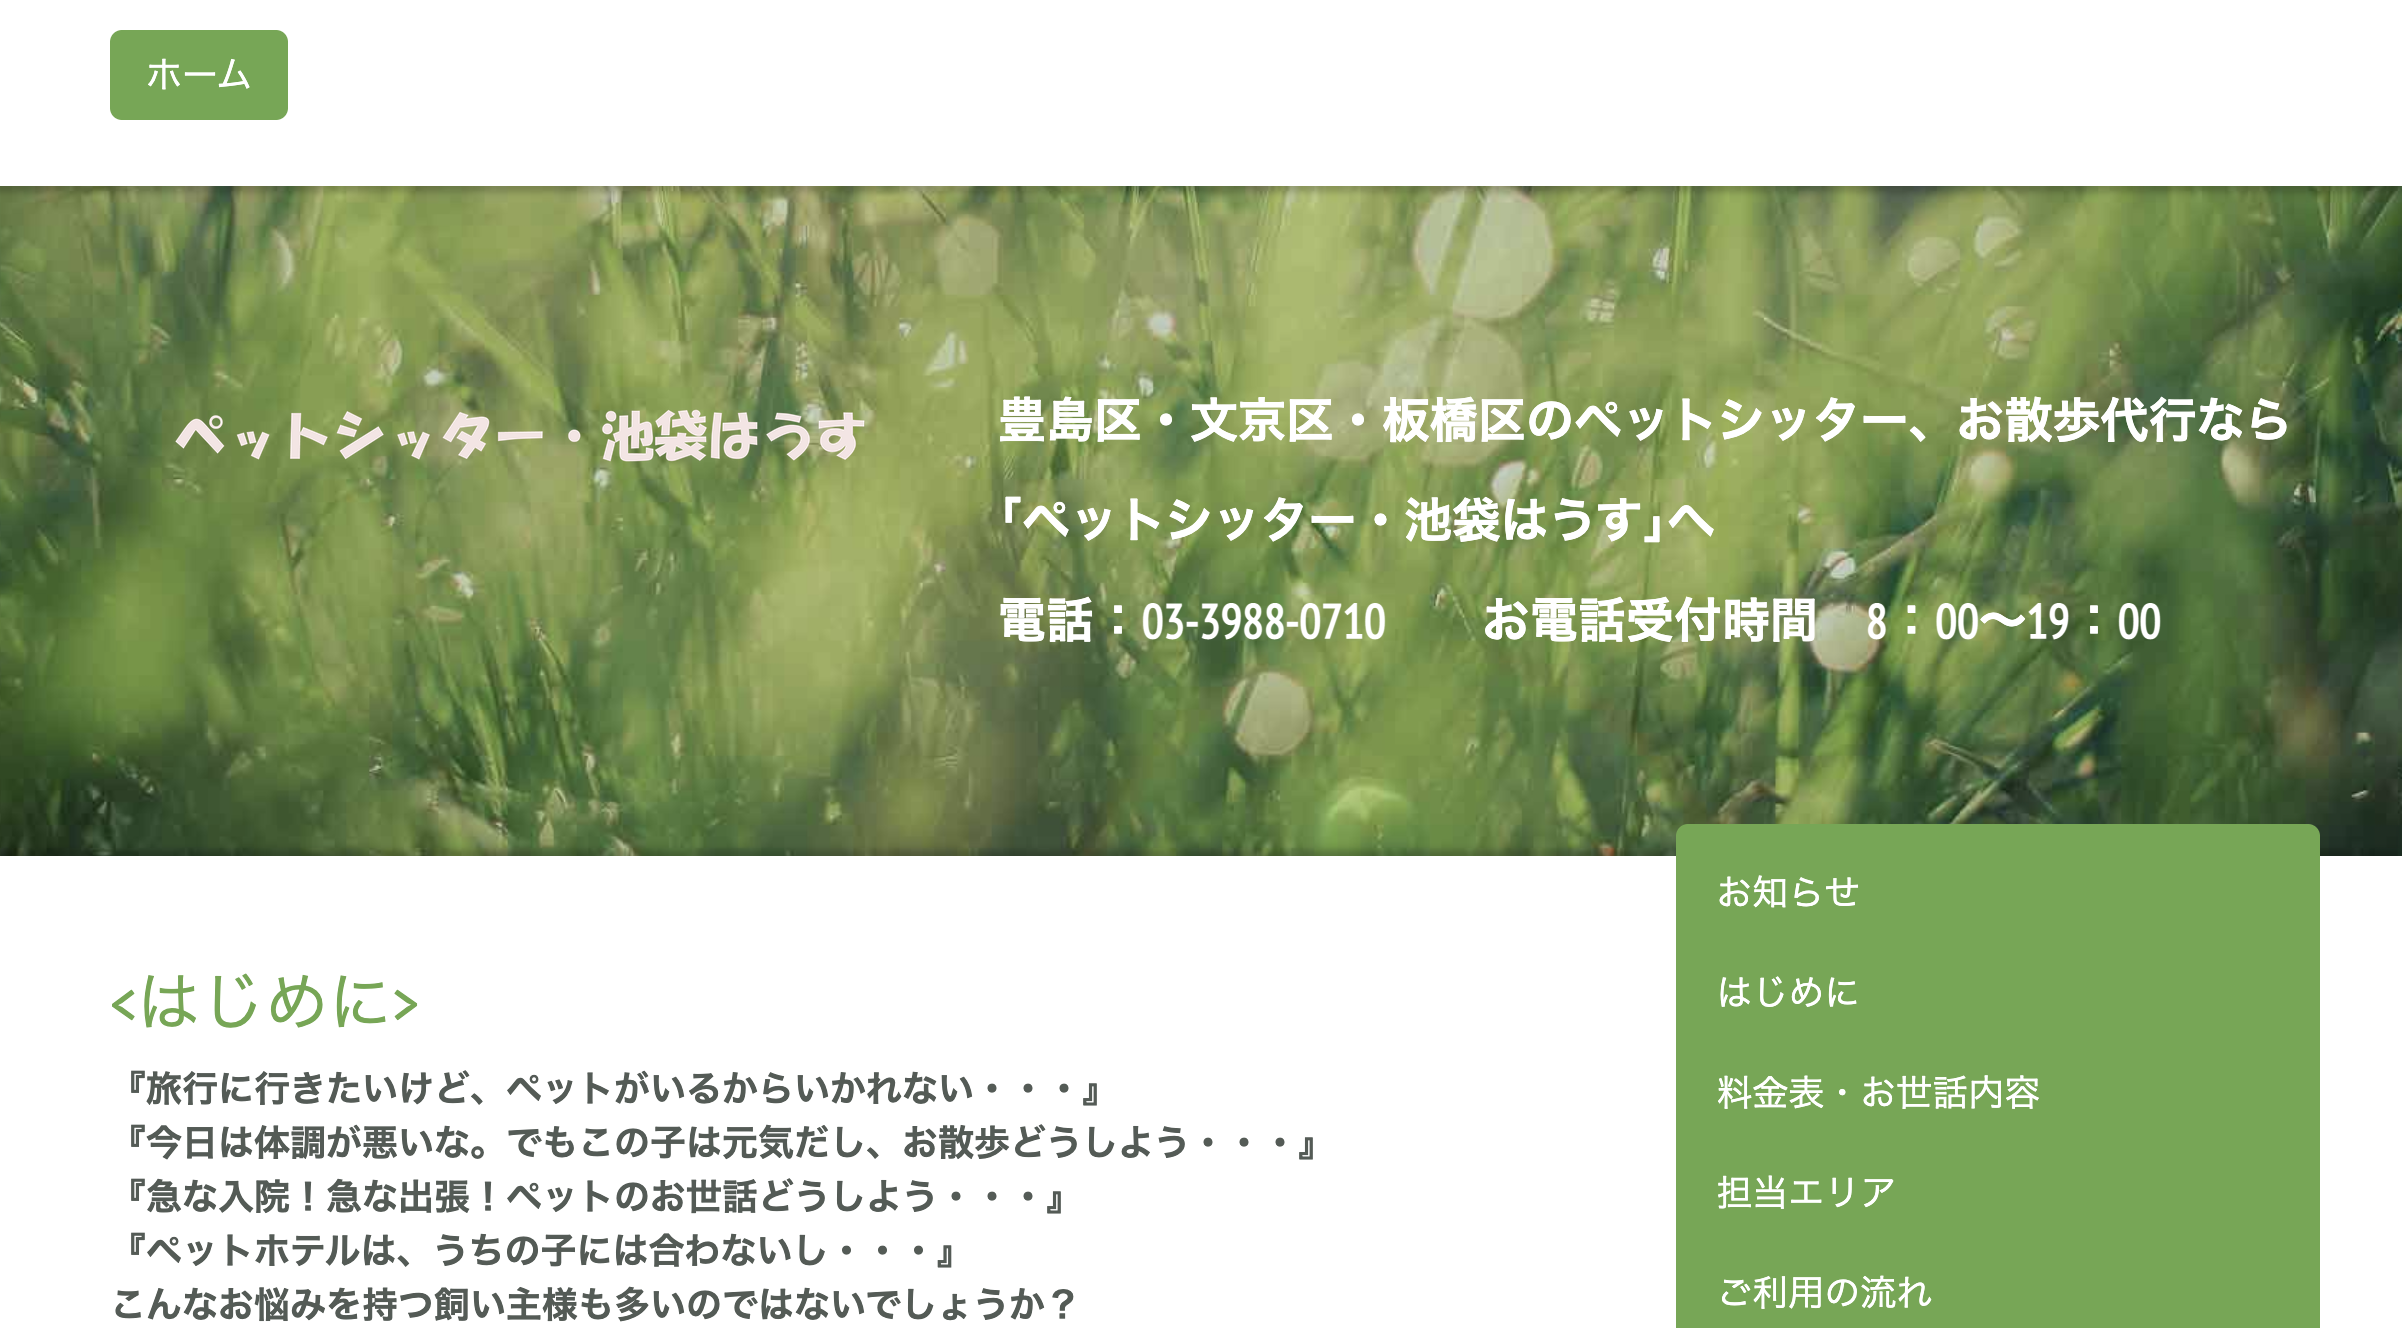 ホーム
ペットシッター・池袋はうす
豊島区・文京区・板橋区のペットシッター、お散歩代行なら
｢ペットシッター・池袋はうす｣へ
電話：03-3988-0710　　お電話受付時間　8：00〜19：00
<はじめに>
『旅行に行きたいけど、ペットがいるからいかれない・・・』
『今日は体調が悪いな。でもこの子は元気だし、お散歩どうしよう・・・』
『急な入院！急な出張！ペットのお世話どうしよう・・・』
『ペットホテルは、うちの子には合わないし・・・』
こんなお悩みを持つ飼い主様も多いのではないでしょうか？
お知らせ
はじめに
料金表・お世話内容
担当エリア
ご利用の流れ